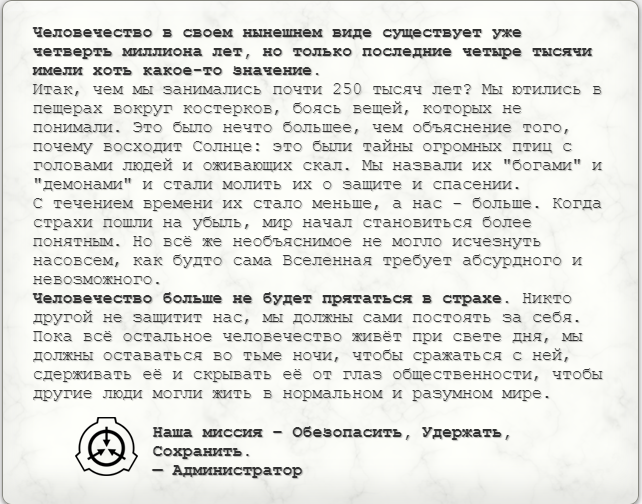 Человечество в своем нынешнем виде существует уже
четверть миллиона лет, но только последние четыре тысячи
имели хоть какое-то значение.
Итак, чем мы занимались почти 250 тысяч лет? Мы ютились в
пещерах вокруг костерков, боясь вещей, которых не
понимали. Это было нечто большее, чем объяснение того,
почему восходит Солнце: это были тайны огромных птиц с
головами людей и оживающих скал. Мы назвали их "богами" и
"демонами" и стали молить их о защите и спасении.
С течением времени их стало меньше, а нас - больше. Когда
страхи пошли на убыль, мир начал становиться более
понятным. Но всё же необъяснимое не могло исчезнуть
насовсем, как будто сама Вселенная требует абсурдного и
невозможного.
Человечество больше не будет прятаться в страхе. Никто
другой не защитит нас, мы должны сами постоять за себя.
Пока всё остальное человечество живёт при свете дня, мы
должны оставаться во тьме ночи, чтобы сражаться с ней,
сдерживать её и скрывать её от глаз общественности, чтобы
другие люди могли жить в нормальном и разумном мире.
Наша миссия - Обезопасить, Удержать,
Сохранить.
— Администратор